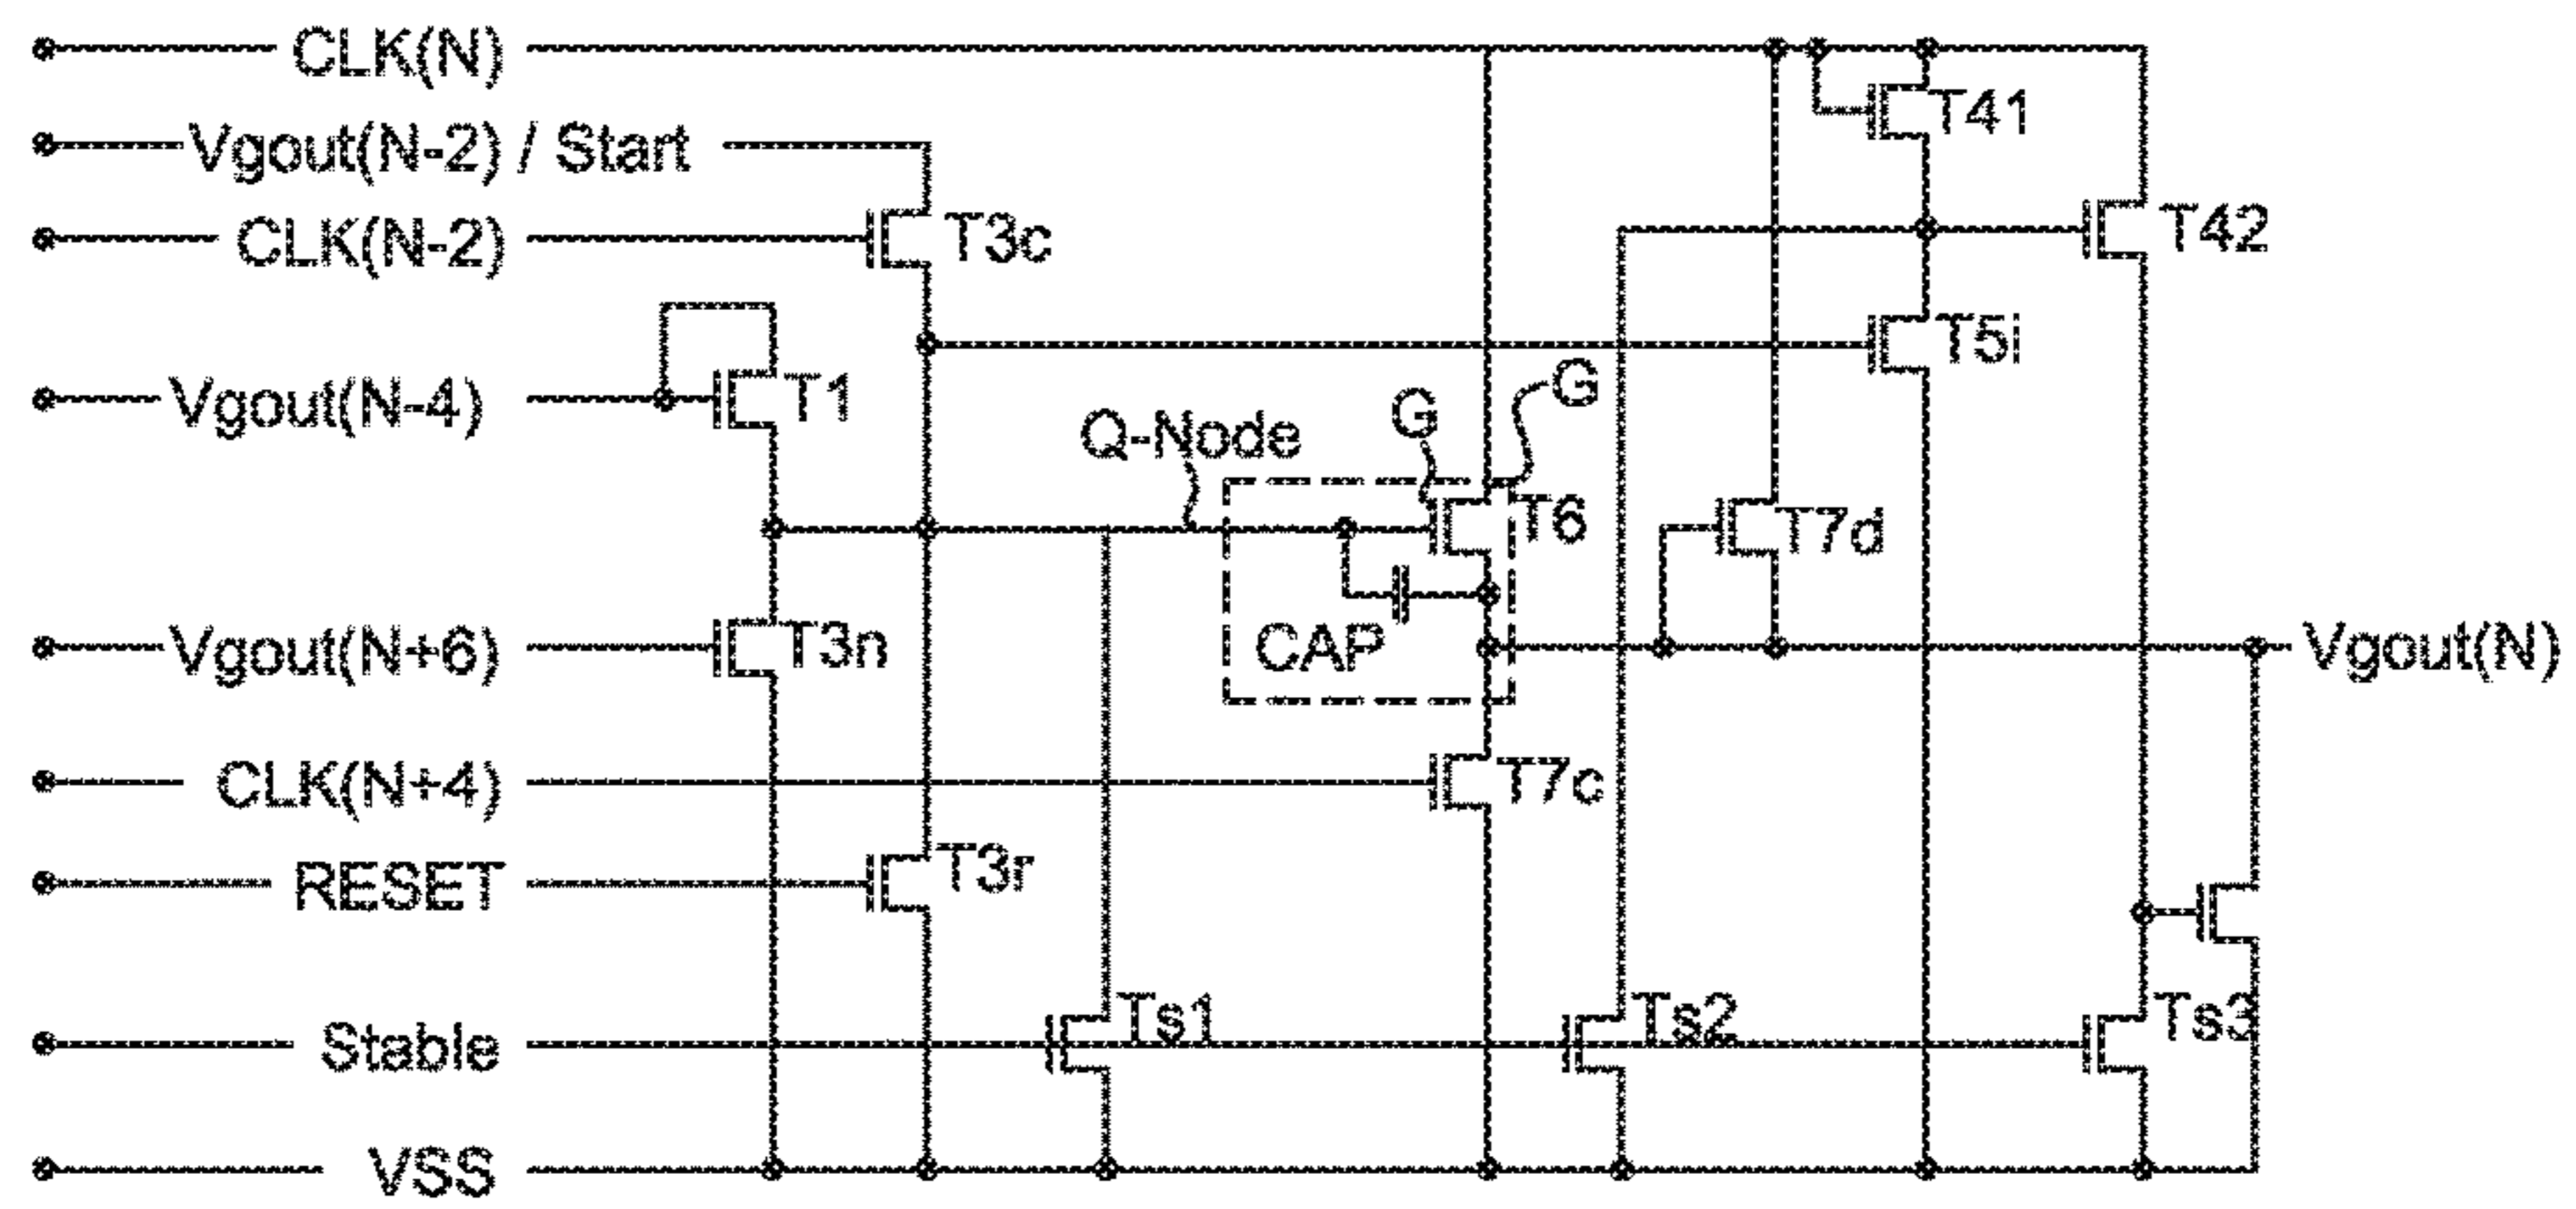 CLK(N)
T41
Vgout(N-2) / Start
CLK(N-2)
T3c
T42
T5i
Vgout(N-4)
T1
G
G
Q-Node
T6
T7d
Vgout(N+6)
T3n
CAP
Vgout(N)
CLK(N+4)
T7c
RESET
T3r
Stable
Ts1
Ts2
Ts3
VSS